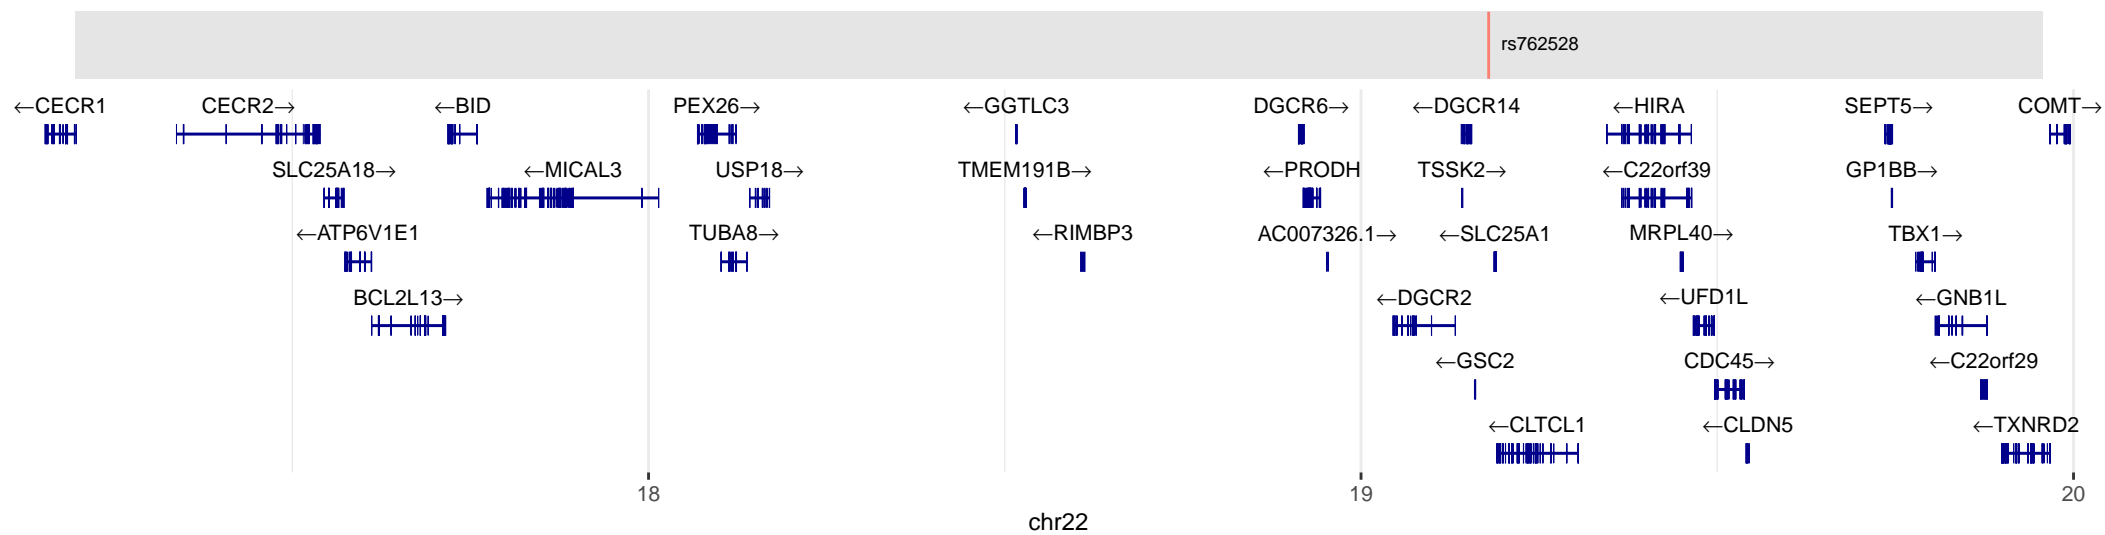 rs762528
←CECR1 CECR2→ ←BID PEX26→ ←GGTLC3 DGCR6→ ←DGCR14 ←HIRA SEPT5→ COMT→
SLC25A18→ ←MICAL3 USP18→ TMEM191B→ ←PRODH TSSK2→ ←C22orf39 GP1BB→
←ATP6V1E1 TUBA8→ ←RIMBP3 AC007326.1→ ←SLC25A1 MRPL40→ TBX1→
BCL2L13→ ←DGCR2 ←UFD1L ←GNB1L
←GSC2 CDC45→ ←C22orf29
←CLTCL1 ←CLDN5 ←TXNRD2
18 19 20
chr22